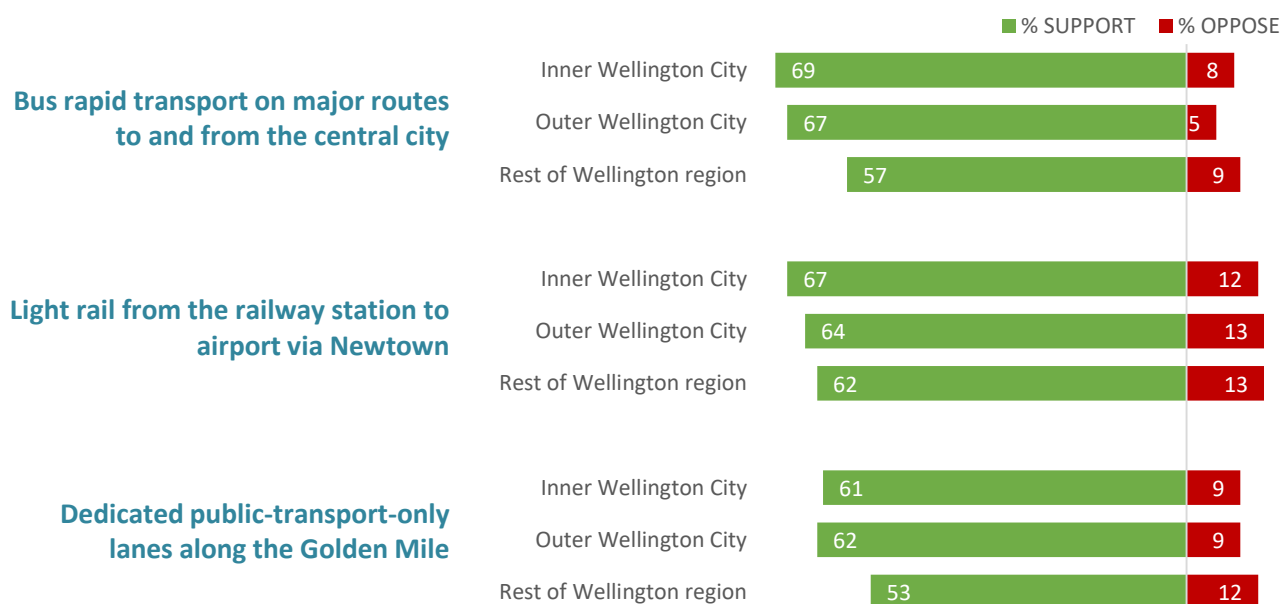 % SUPPORT % OPPOSE
Bus rapid transport on major routes
to and from the central city
Inner Wellington City 69 8
Outer Wellington City 67 5
Rest of Wellington region 57 9
Light rail from the railway station to
airport via Newtown
Inner Wellington City 67 12
Outer Wellington City 64 13
Rest of Wellington region 62 13
Dedicated public-transport-only
lanes along the Golden Mile
Inner Wellington City 61 9
Outer Wellington City 62 9
Rest of Wellington region 53 12